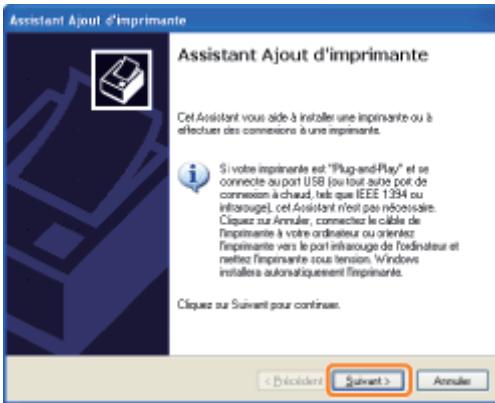 Assistant Ajout d'imprimante
Assistant Ajout d'imprimante
Cet Assistant vous aide à installer une imprimante ou à
effectuer des connexions à une imprimante.
Si votre imprimante est "Plug-and-Play" et se
connecte au port USB (ou tout autre port de
connexion à chaud, tels que IEEE 1394 ou
infrarouge), cet Assistant n'est pas nécessaire.
Cliquez sur Annuler, connectez le câble de
l'imprimante à votre ordinateur ou orientez
l'imprimante vers le port infrarouge de l'ordinateur et
mettez l'imprimante sous tension. Windows
installera automatiquement l'imprimante.
Cliquez sur Suivant pour continuer.
< Précédent Suivant > Annuler